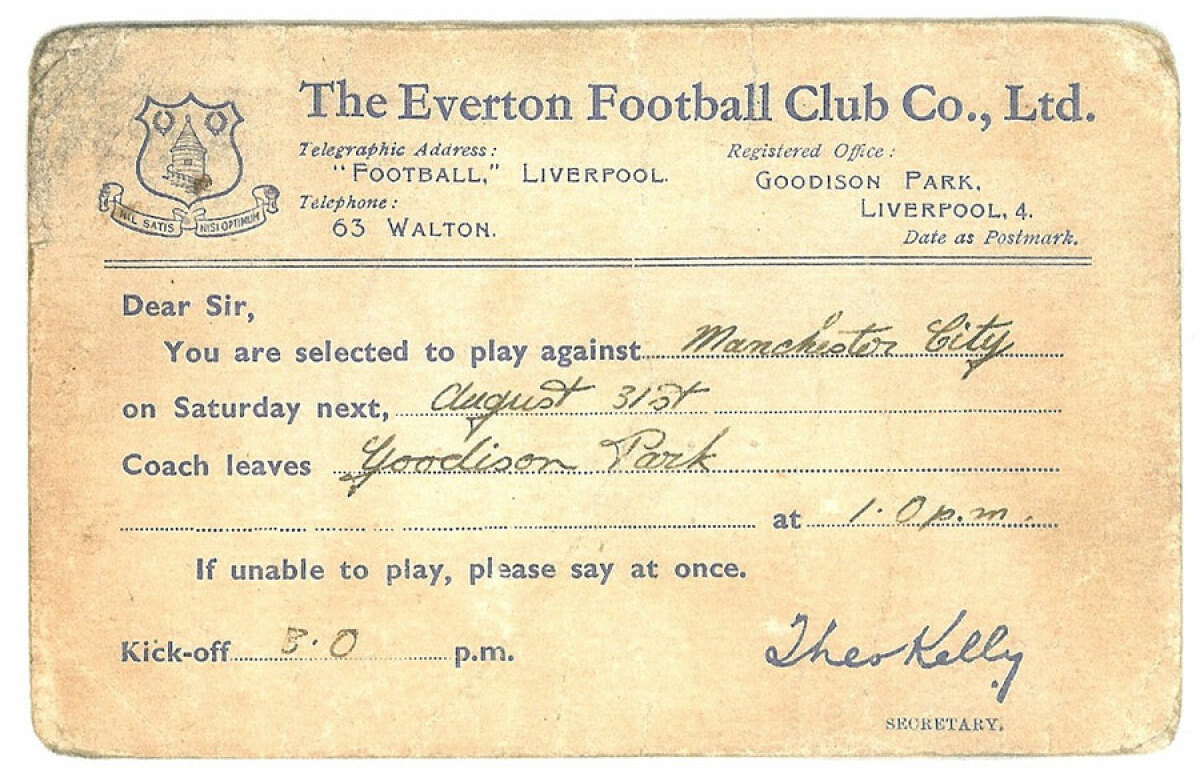 The Everton Football Club Co., Ltd.
Telegraphic Address:
"FOOTBALL," LIVERPOOL.
Telephone:
63 WALTON.
Registered Office:
GOODISON PARK,
LIVERPOOL, 4.
Date as Postmark.
NIL SATIS NISI OPTIMUM
Dear Sir,
You are selected to play against Manchester City
on Saturday next, August 31st
Coach leaves Goodison Park
at 1.0 p.m.
If unable to play, please say at once.
Kick-off 3.0 p.m.
Theo Kelly
SECRETARY.